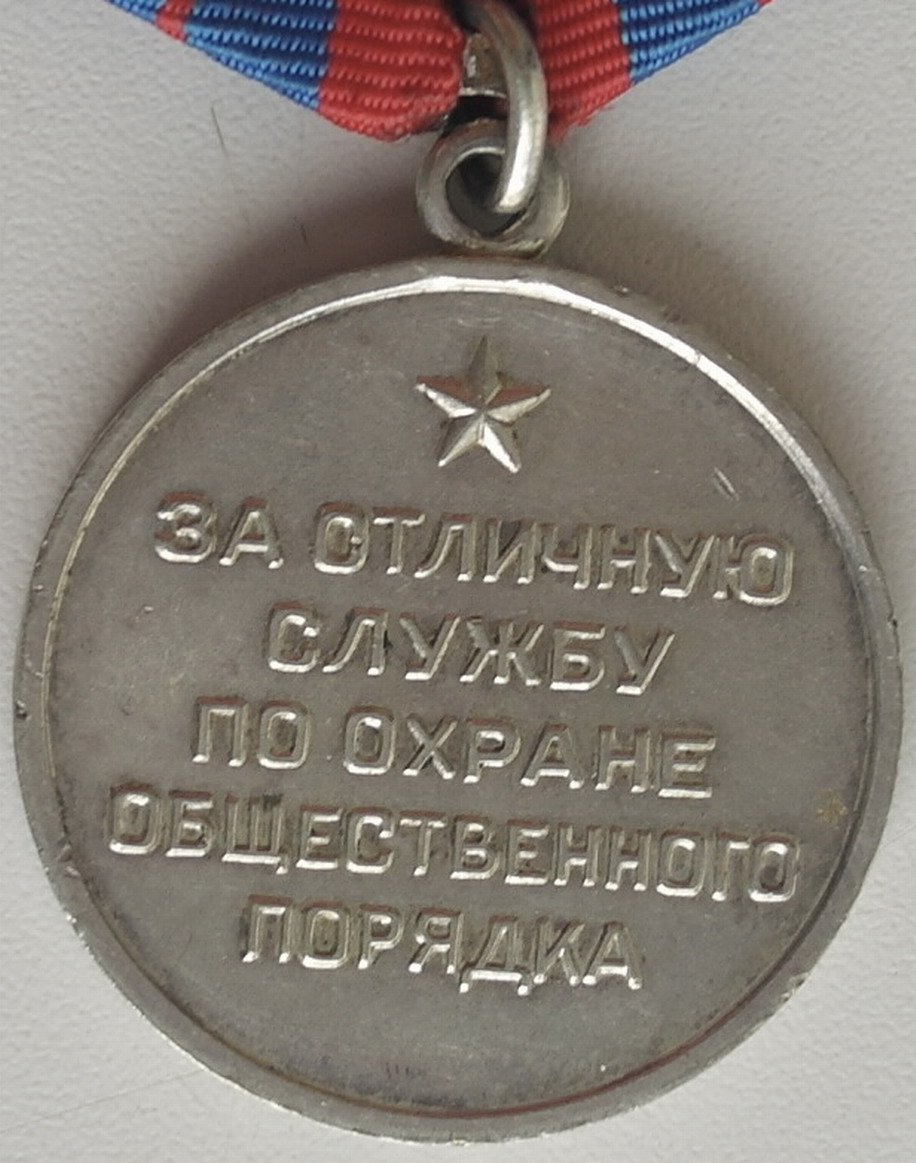 ЗА ОТЛИЧНУЮ
СЛУЖБУ
ПО ОХРАНЕ
ОБЩЕСТВЕННОГО
ПОРЯДКА